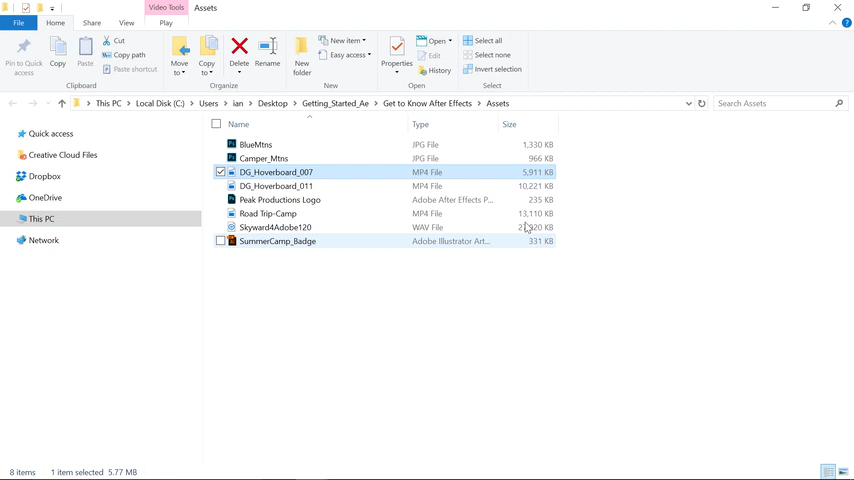 Video Tools Assets
File Home Share View Play
Pin to Quick access
Copy
Paste
Cut
Copy path
Paste shortcut
Clipboard
Move to
Copy to
Delete
Rename
Organize
New folder
New item
Easy access
New
Properties
Open
Edit
History
Open
Select all
Select none
Invert selection
Select
This PC Local Disk (C:) Users ian Desktop Getting_Started_Ae Get to Know After Effects Assets
Search Assets
Quick access
Creative Cloud Files
Dropbox
OneDrive
This PC
Network
Name Type Size
BlueMtns JPG File 1,330 KB
Camper_Mtns JPG File 966 KB
DG_Hoverboard_007 MP4 File 5,911 KB
DG_Hoverboard_011 MP4 File 10,221 KB
Peak Productions Logo Adobe After Effects P... 235 KB
Road Trip-Camp MP4 File 13,110 KB
Skyward4Adobe120 WAV File KB
SummerCamp_Badge Adobe Illustrator Art... 331 KB
8 items 1 item selected 5.77 MB